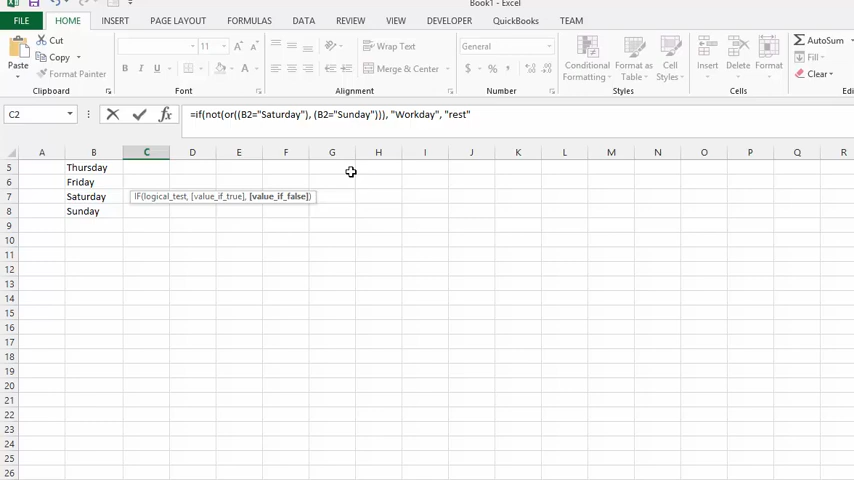 Book1 - Excel
FILE HOME INSERT PAGE LAYOUT FORMULAS DATA REVIEW VIEW DEVELOPER QuickBooks TEAM
Cut
Copy
Format Painter
Paste
Clipboard
11 A A
B I U
A
Font
Wrap Text
Merge & Center
Alignment
General
$ % ,
Number
Conditional Formatting
Format as Table
Cell Styles
Styles
Insert
Delete
Format
Cells
AutoSum
Fill
Clear
C2 fx =if(not(or((B2="Saturday"), (B2="Sunday"))), "Workday", "rest"
A B C D E F G H I J K L M N O P Q R
5 Thursday
6 Friday
7 Saturday IF(logical_test, [value_if_true], [value_if_false])
8 Sunday
9
10
11
12
13
14
15
16
17
18
19
20
21
22
23
24
25
26